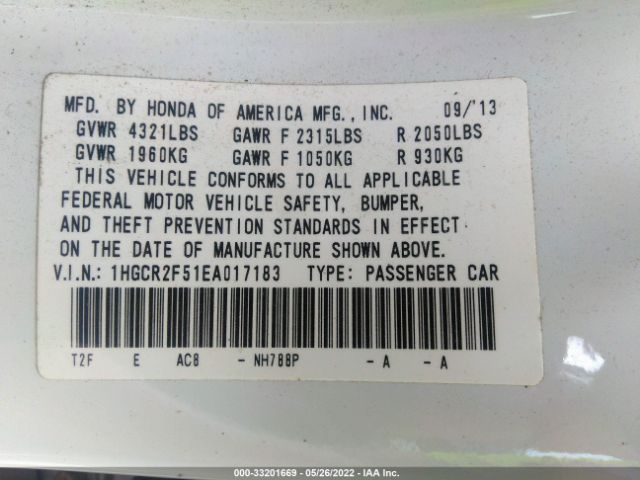 MFD. BY HONDA OF AMERICA MFG., INC. 09/'13
GVWR 4321LBS GAWR F 2315LBS R 2050LBS
GVWR 1960KG GAWR F 1050KG R 930KG
THIS VEHICLE CONFORMS TO ALL APPLICABLE
FEDERAL MOTOR VEHICLE SAFETY, BUMPER,
AND THEFT PREVENTION STANDARDS IN EFFECT
ON THE DATE OF MANUFACTURE SHOWN ABOVE.
V.I.N.: 1HGCR2F51EA017183 TYPE: PASSENGER CAR
T2F E AC8 - NH788P - A - A
000-33201669 - 05/26/2022 - IAA Inc.